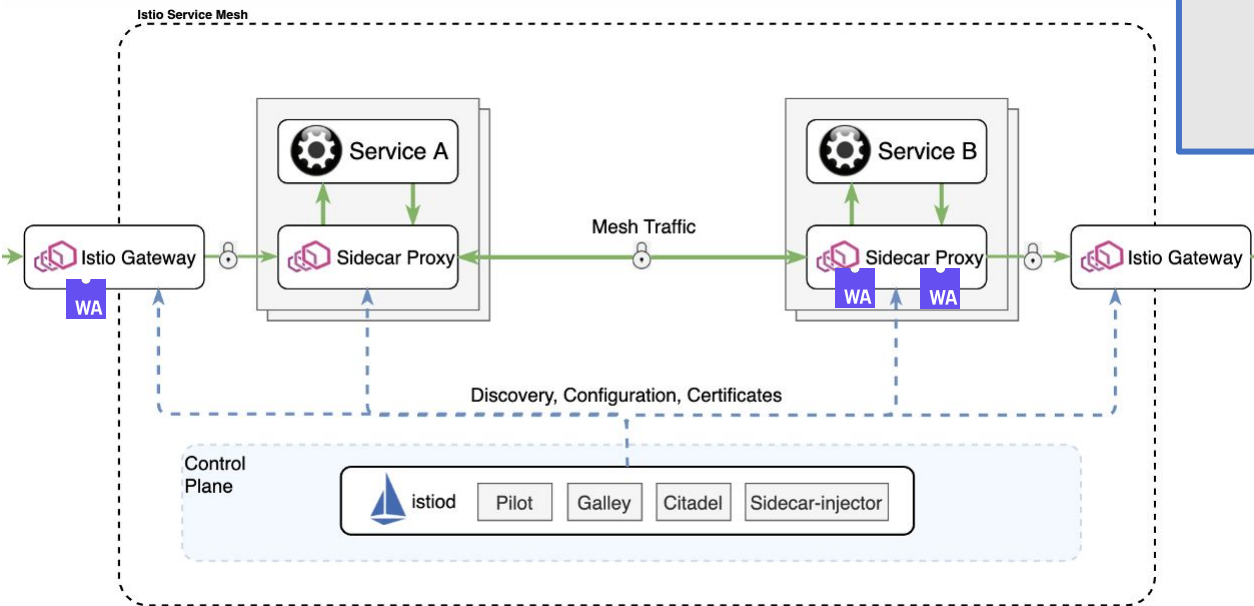 Istio Service Mesh
Service A
Service B
Mesh Traffic
Istio Gateway
Sidecar Proxy
Sidecar Proxy
Istio Gateway
WA
WA
WA
Discovery, Configuration, Certificates
Control
Plane
istiod
Pilot
Galley
Citadel
Sidecar-injector